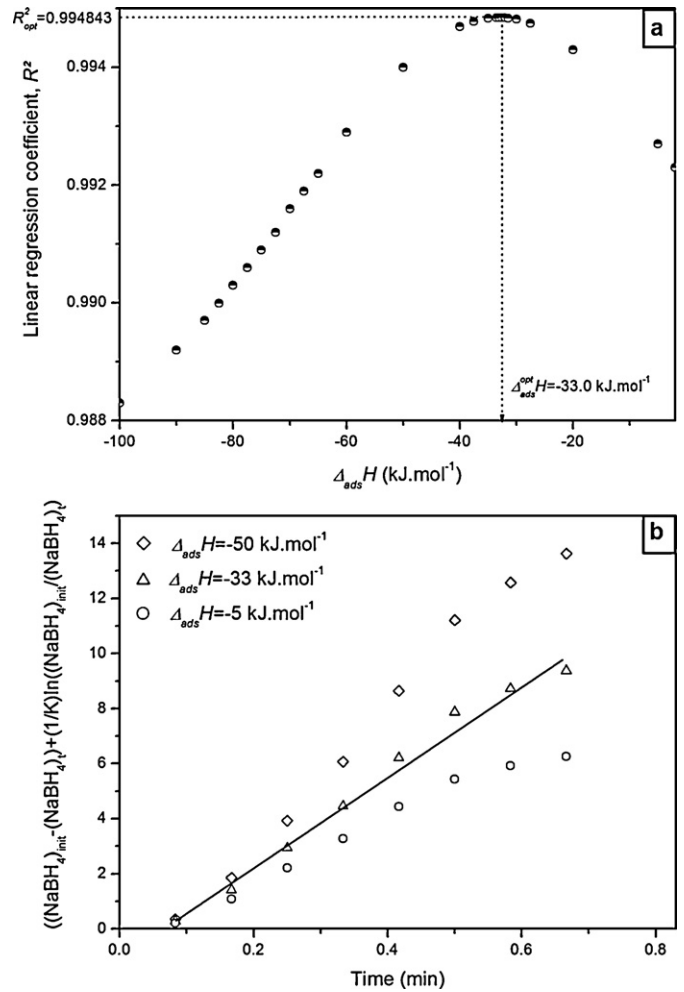 R²opt=0.994843
a
0.994
0.992
0.990
0.988
Linear regression coefficient, R²
ΔadsᵒᵖᵗH=-33.0 kJ.mol⁻¹
-100 -80 -60 -40 -20
ΔadsH (kJ.mol⁻¹)
b
ΔadsH=-50 kJ.mol⁻¹
ΔadsH=-33 kJ.mol⁻¹
ΔadsH=-5 kJ.mol⁻¹
14
12
10
8
6
4
2
0
((NaBH₄)init-(NaBH₄)t)+(1/K)ln((NaBH₄)init/(NaBH₄)t)
0.0 0.2 0.4 0.6 0.8
Time (min)